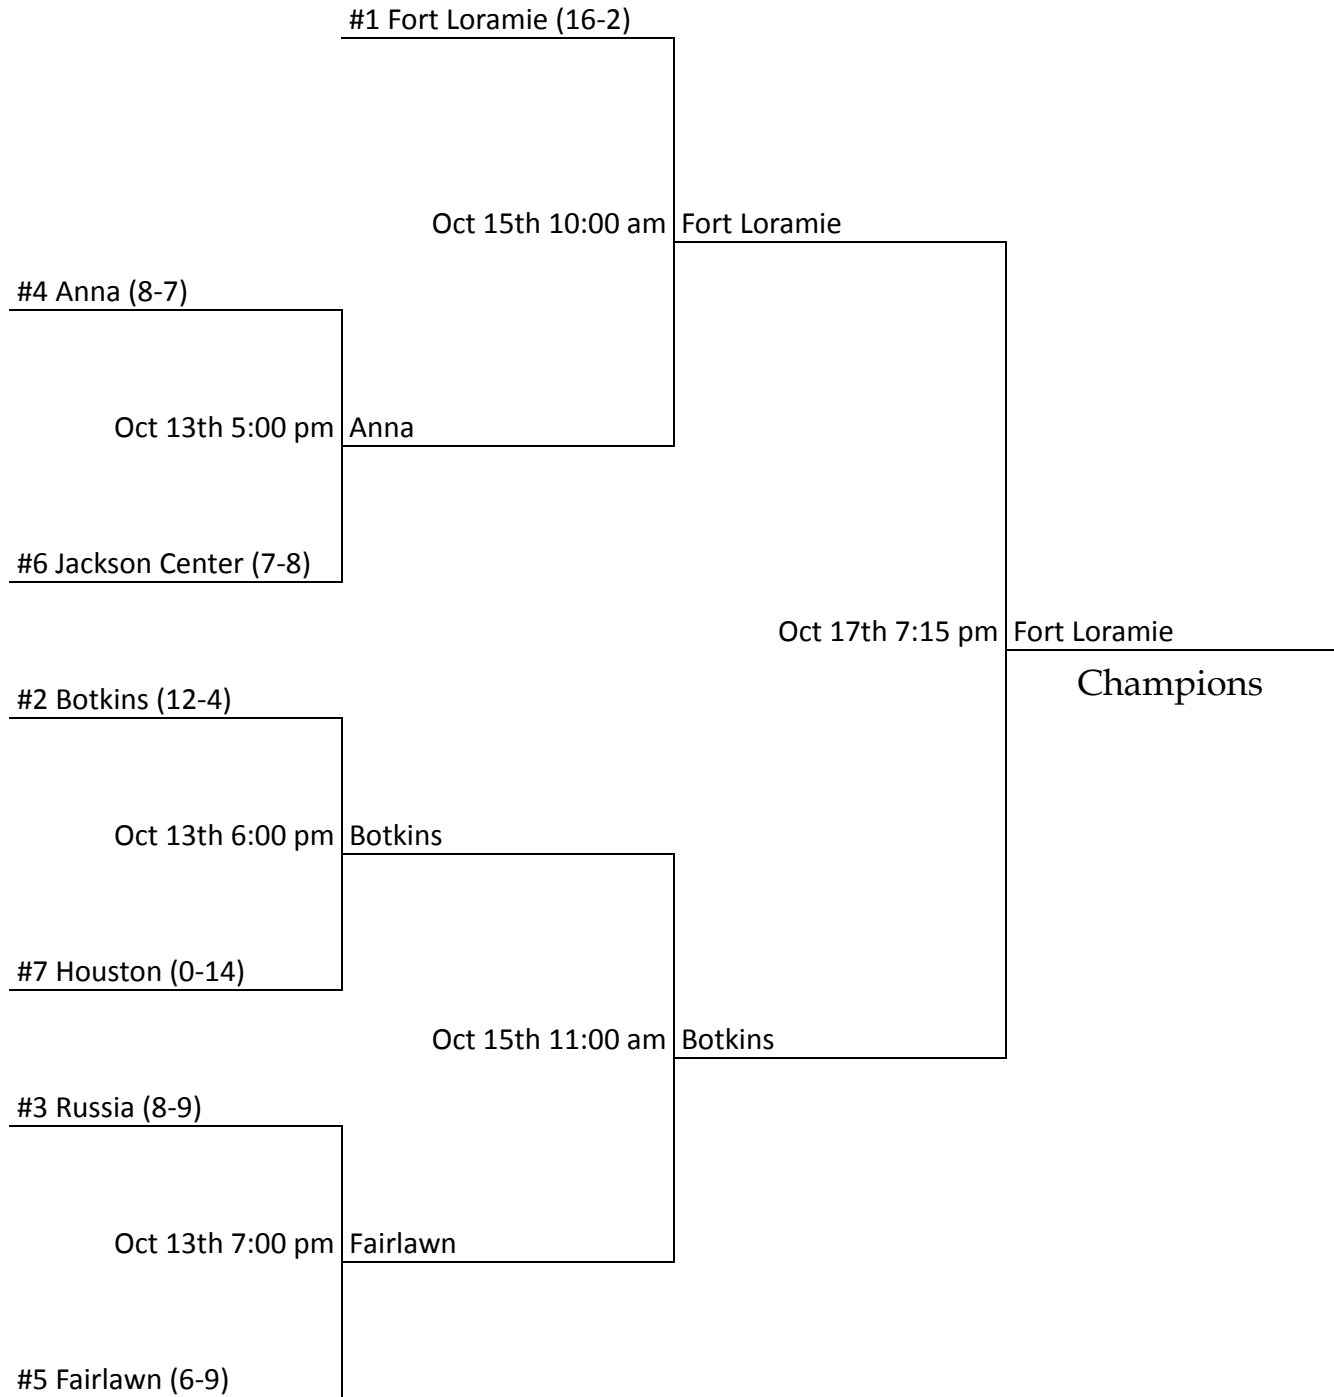 #1 Fort Loramie (16-2)
Oct 15th 10:00 am
Fort Loramie
#4 Anna (8-7)
Oct 13th 5:00 pm
Anna
#6 Jackson Center (7-8)
Oct 17th 7:15 pm
Fort Loramie
Champions
#2 Botkins (12-4)
Oct 13th 6:00 pm
Botkins
#7 Houston (0-14)
Oct 15th 11:00 am
Botkins
#3 Russia (8-9)
Oct 13th 7:00 pm
Fairlawn
#5 Fairlawn (6-9)